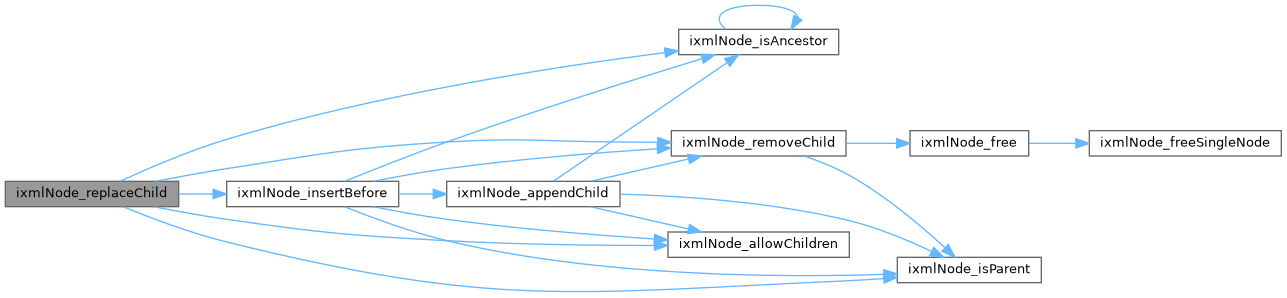 ixmlNode_isAncestor
ixmlNode_removeChild
ixmlNode_free
ixmlNode_freeSingleNode
ixmlNode_replaceChild
ixmlNode_insertBefore
ixmlNode_appendChild
ixmlNode_allowChildren
ixmlNode_isParent